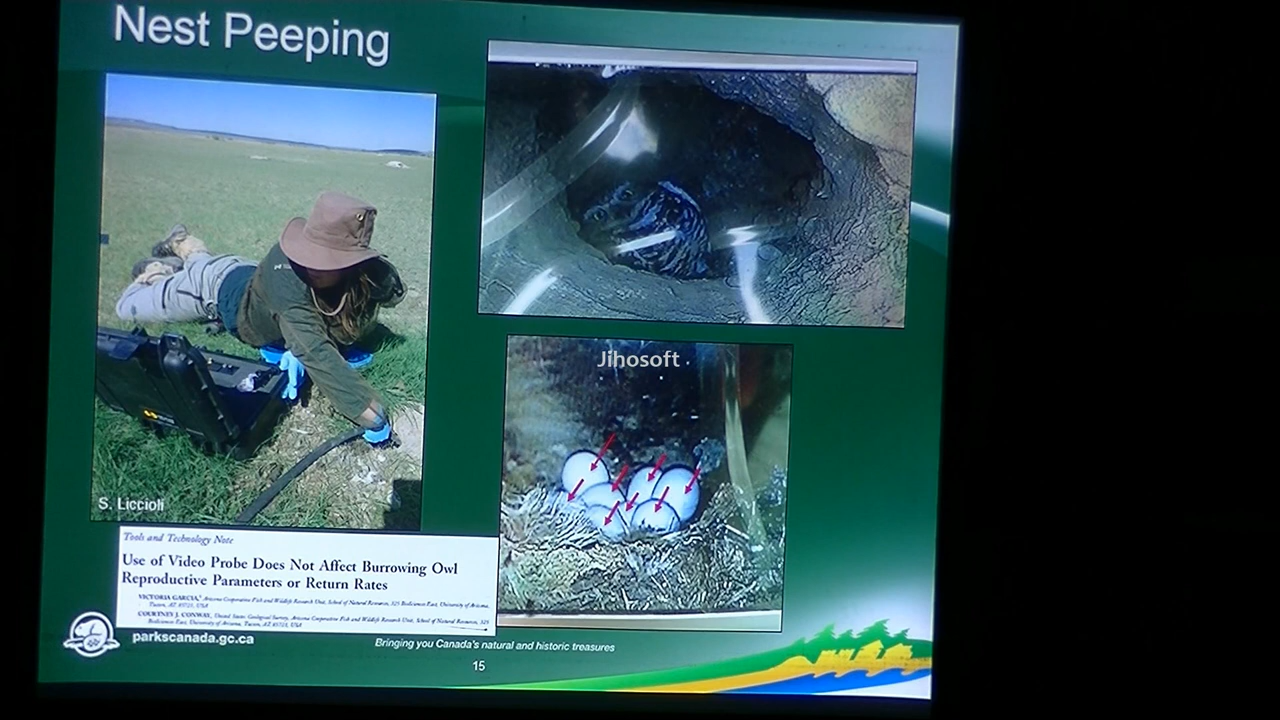 Nest Peeping
Jihosoft
S. Liccioli
Tools and Technology Note
Use of Video Probe Does Not Affect Burrowing Owl
Reproductive Parameters or Return Rates
VICTORIA GARCIA, Arizona Cooperative Fish and Wildlife Research Unit, School of Natural Resources, 325 BioSciences East, University of Arizona,
Tucson, AZ 85721, USA
COURTNEY J. CONWAY, United States Geological Survey, Arizona Cooperative Fish and Wildlife Research Unit, School of Natural Resources, 325
BioSciences East, University of Arizona, Tucson, AZ 85721, USA
parkscanada.gc.ca
Bringing you Canada's natural and historic treasures
15